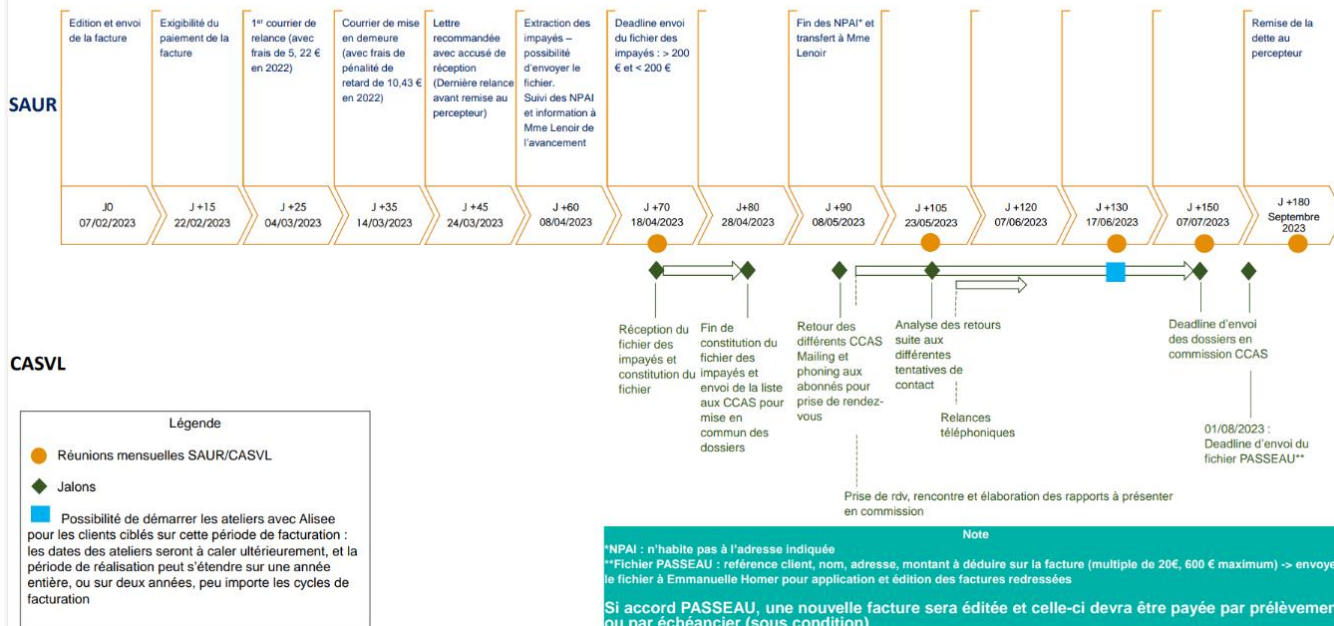 Edition et envoi
de la facture
Exigibilité du
paiement de la
facture
1er courrier de
relance (avec
frais de 5, 22 €
en 2022)
Courrier de mise
en demeure
(avec frais de
pénalité de
retard de 10,43 €
en 2022)
Lettre
recommandée
avec accusé de
réception
(Dernière relance
avant remise au
percepteur)
Extraction des
impayés –
possibilité
d'envoyer le
fichier.
Suivi des NPAI
et information à
Mme Lenoir de
l'avancement
Deadline envoi
du fichier des
impayés : > 200
€ et < 200 €
Fin des NPAI* et
transfert à Mme
Lenoir
Remise de la
dette au
percepteur
SAUR
J0
07/02/2023
J +15
22/02/2023
J +25
04/03/2023
J +35
14/03/2023
J +45
24/03/2023
J +60
08/04/2023
J +70
18/04/2023
J+80
28/04/2023
J +90
08/05/2023
J +105
23/05/2023
J +120
07/06/2023
J +130
17/06/2023
J +150
07/07/2023
J +180
Septembre
2023
CASVL
Réception du
fichier des
impayés et
constitution du
fichier
Fin de
constitution du
fichier des
impayés et
envoi de la liste
aux CCAS pour
mise en
commun des
dossiers
Retour des
différents CCAS
Mailing et
phoning aux
abonnés pour
prise de rendez-
vous
Analyse des retours
suite aux
différentes
tentatives de
contact
Relances
téléphoniques
Deadline d'envoi
des dossiers en
commission CCAS
01/08/2023 :
Deadline d'envoi du
fichier PASSEAU**
Prise de rdv, rencontre et élaboration des rapports à présenter
en commission
Légende
Réunions mensuelles SAUR/CASVL
Jalons
Possibilité de démarrer les ateliers avec Alisee
pour les clients ciblés sur cette période de facturation :
les dates des ateliers seront à caler ultérieurement, et la
période de réalisation peut s'étendre sur une année
entière, ou sur deux années, peu importe les cycles de
facturation
Note
*NPAI : n'habite pas à l'adresse indiquée
**Fichier PASSEAU : référence client, nom, adresse, montant à déduire sur la facture (multiple de 20€, 600 € maximum) -> envoye
le fichier à Emmanuelle Homer pour application et édition des factures redressées
Si accord PASSEAU, une nouvelle facture sera éditée et celle-ci devra être payée par prélèvemen
ou par échéancier (sous condition)